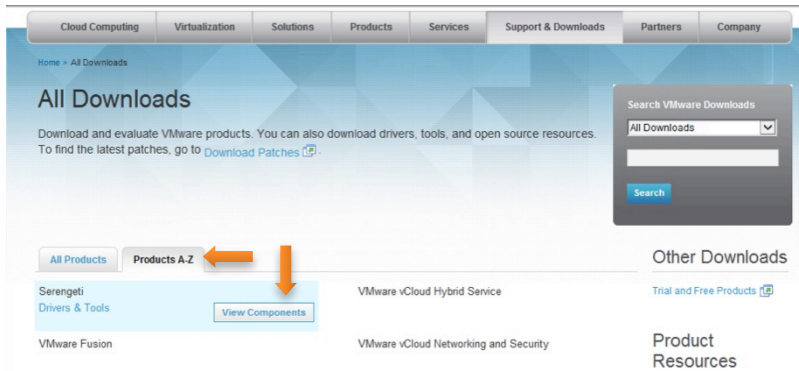 Cloud Computing Virtualization Solutions Products Services Support & Downloads Partners Company
Home > All Downloads
All Downloads
Download and evaluate VMware products. You can also download drivers, tools, and open source resources.
To find the latest patches, go to Download Patches .
Search VMware Downloads
All Downloads
Search
All Products Products A-Z
Other Downloads
Serengeti VMware vCloud Hybrid Service Trial and Free Products
Drivers & Tools View Components
VMware Fusion VMware vCloud Networking and Security
Product
Resources